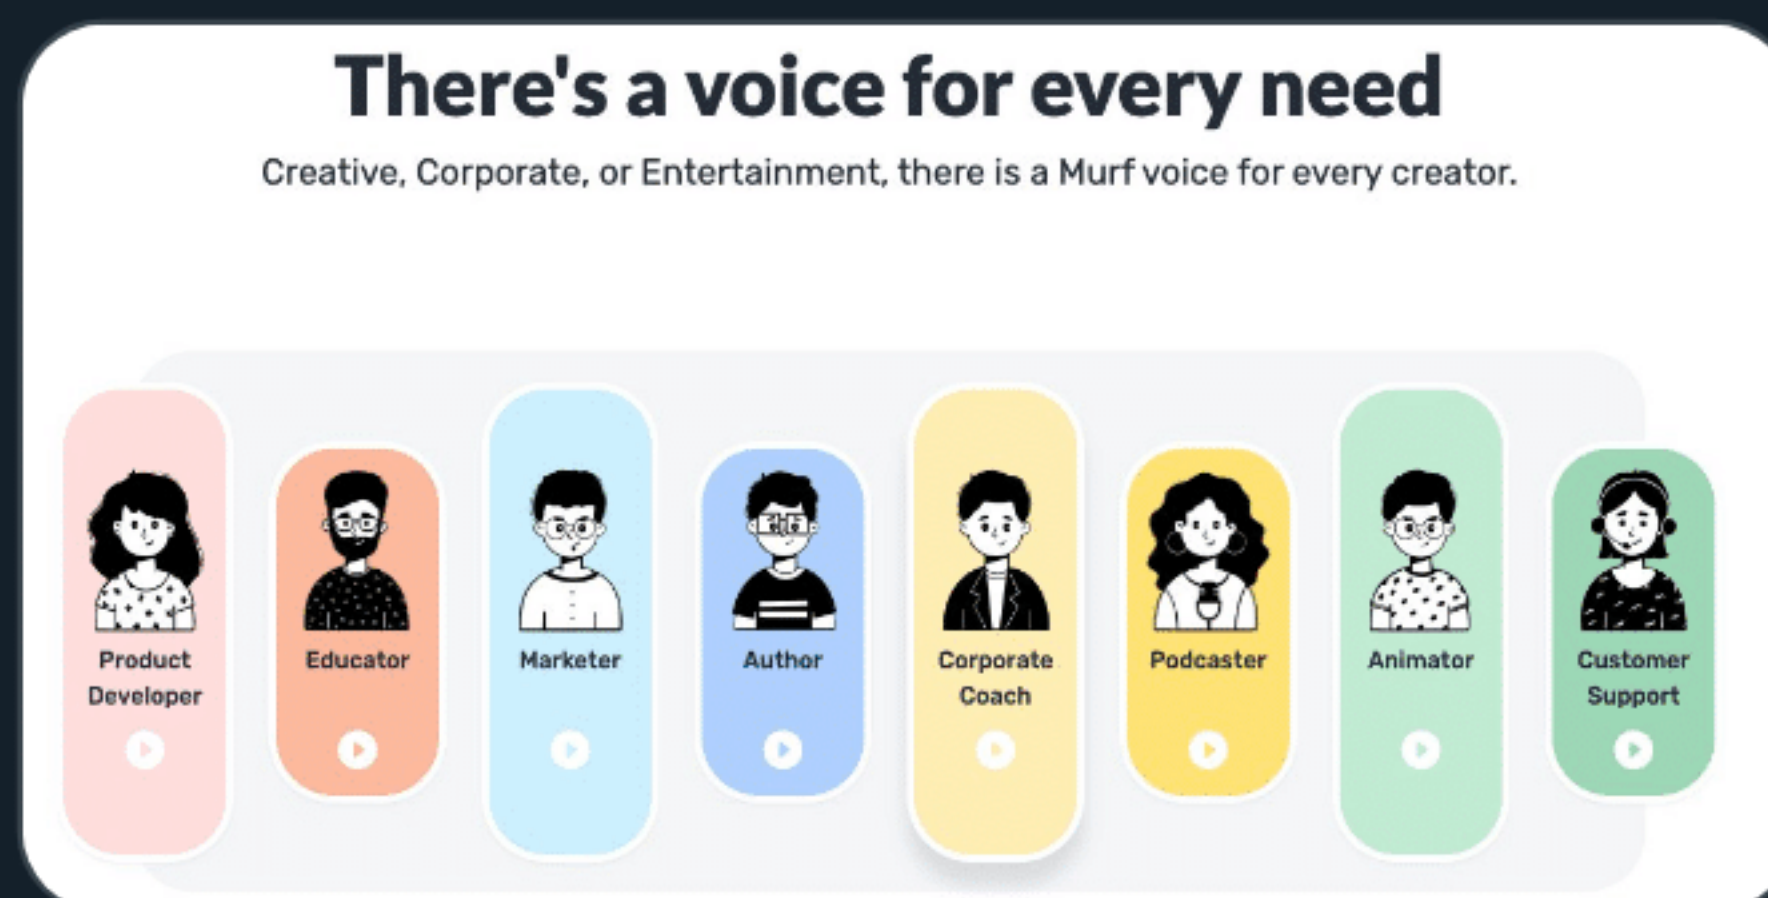 There's a voice for every need
Creative, Corporate, or Entertainment, there is a Murf voice for every creator.
Product
Developer
Educator
Marketer
Author
Corporate
Coach
Podcaster
Animator
Customer
Support